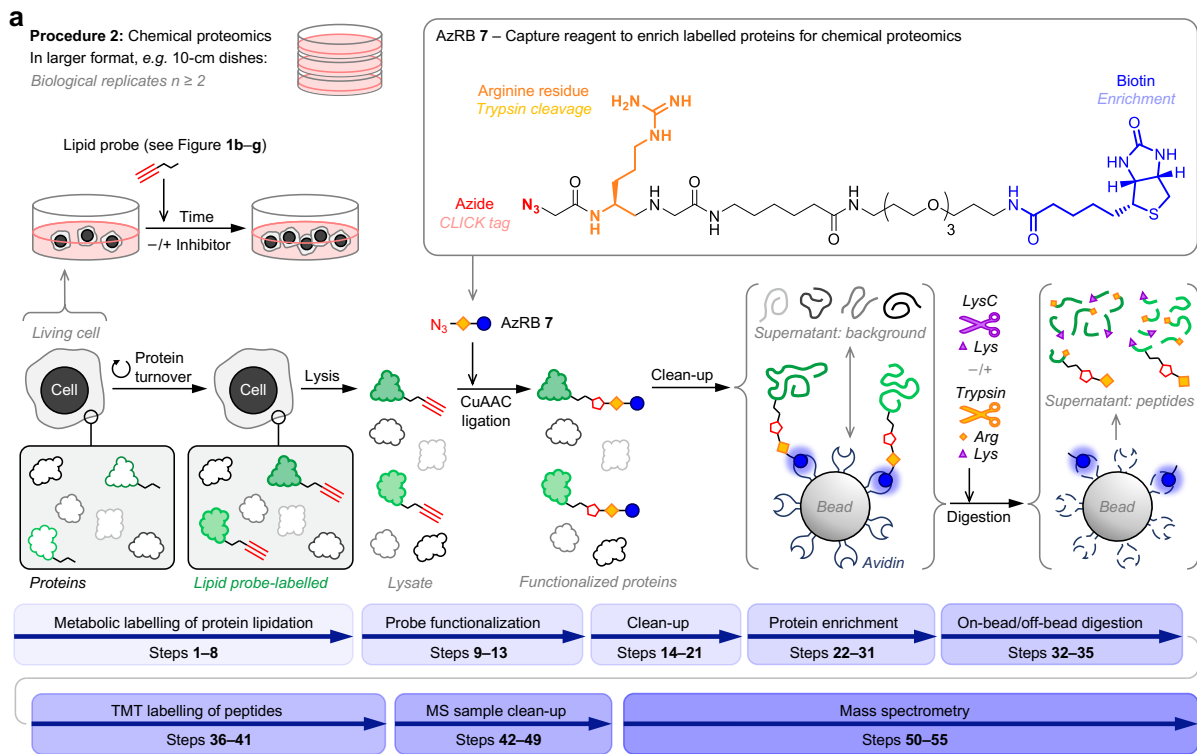 a
Procedure 2: Chemical proteomics
In larger format, e.g. 10-cm dishes:
Biological replicates n ≥ 2
AzRB 7 – Capture reagent to enrich labelled proteins for chemical proteomics
Arginine residue
Trypsin cleavage
Biotin
Enrichment
Azide
CLICK tag
H₂N
NH
NH
N₃
O
N
H
H
N
O
N
H
O
H
N
O
3
H
N
O
O
HN
NH
H
H
S
Lipid probe (see Figure 1b–g)
Time
−/+ Inhibitor
Living cell
Cell
Protein
turnover
Cell
Lysis
N₃
AzRB 7
CuAAC
ligation
Clean-up
Supernatant: background
Bead
Avidin
LysC
Lys
−/+
Trypsin
Arg
Lys
Digestion
Supernatant: peptides
Bead
Proteins
Lipid probe-labelled
Lysate
Functionalized proteins
Metabolic labelling of protein lipidation
Steps 1–8
Probe functionalization
Steps 9–13
Clean-up
Steps 14–21
Protein enrichment
Steps 22–31
On-bead/off-bead digestion
Steps 32–35
TMT labelling of peptides
Steps 36–41
MS sample clean-up
Steps 42–49
Mass spectrometry
Steps 50–55